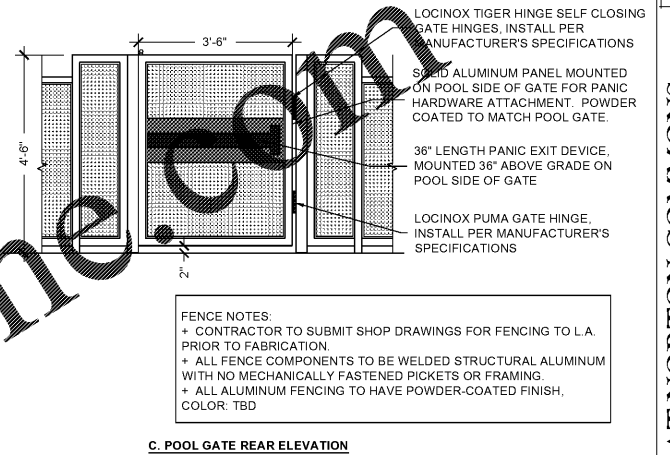 3'-6"
4'-6"
2"
LOCINOX TIGER HINGE SELF CLOSING
GATE HINGES, INSTALL PER
MANUFACTURER'S SPECIFICATIONS
SOLID ALUMINUM PANEL MOUNTED
ON POOL SIDE OF GATE FOR PANIC
HARDWARE ATTACHMENT. POWDER
COATED TO MATCH POOL GATE.
36" LENGTH PANIC EXIT DEVICE,
MOUNTED 36" ABOVE GRADE ON
POOL SIDE OF GATE
LOCINOX PUMA GATE HINGE,
INSTALL PER MANUFACTURER'S
SPECIFICATIONS
FENCE NOTES:
+ CONTRACTOR TO SUBMIT SHOP DRAWINGS FOR FENCING TO L.A.
PRIOR TO FABRICATION.
+ ALL FENCE COMPONENTS TO BE WELDED STRUCTURAL ALUMINUM
WITH NO MECHANICALLY FASTENED PICKETS OR FRAMING.
+ ALL ALUMINUM FENCING TO HAVE POWDER-COATED FINISH,
COLOR: TBD
C. POOL GATE REAR ELEVATION
ne.com